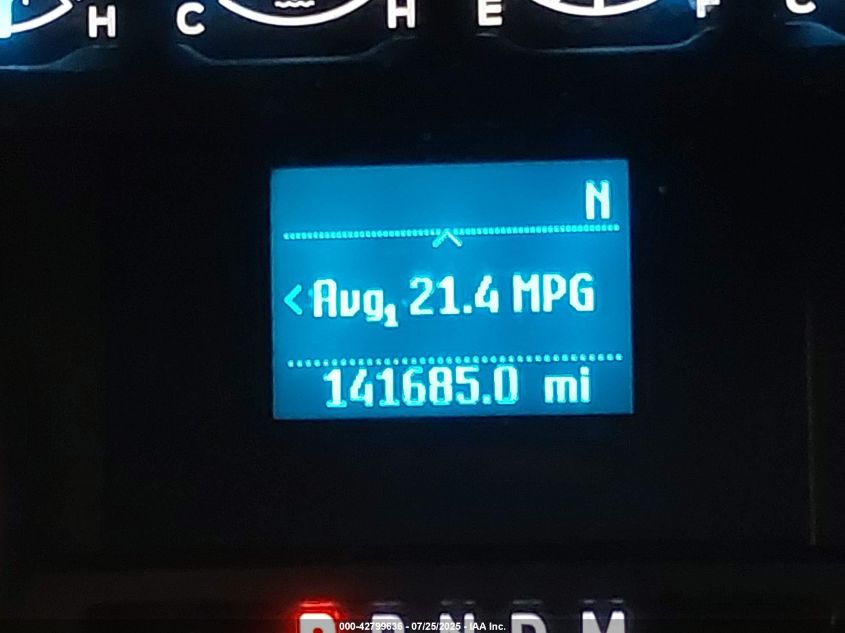 H C H E F C
N
<Avg1 21.4 MPG
141685.0 mi
P R N D M
000-42799636 - 07/25/2025 - IAA Inc.